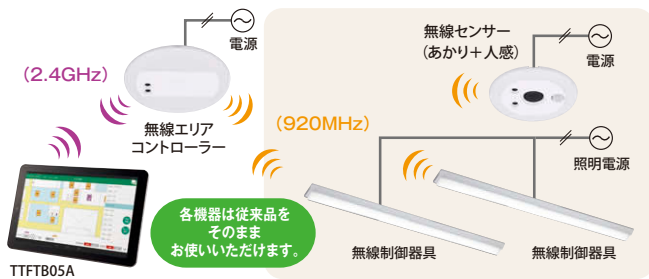 電源
(2.4GHz)
無線エリア
コントローラー
無線センサー
(あかり+人感)
電源
(920MHz)
照明電源
各機器は従来品を
そのまま
お使いいただけます。
無線制御器具
無線制御器具
TTFTB05A